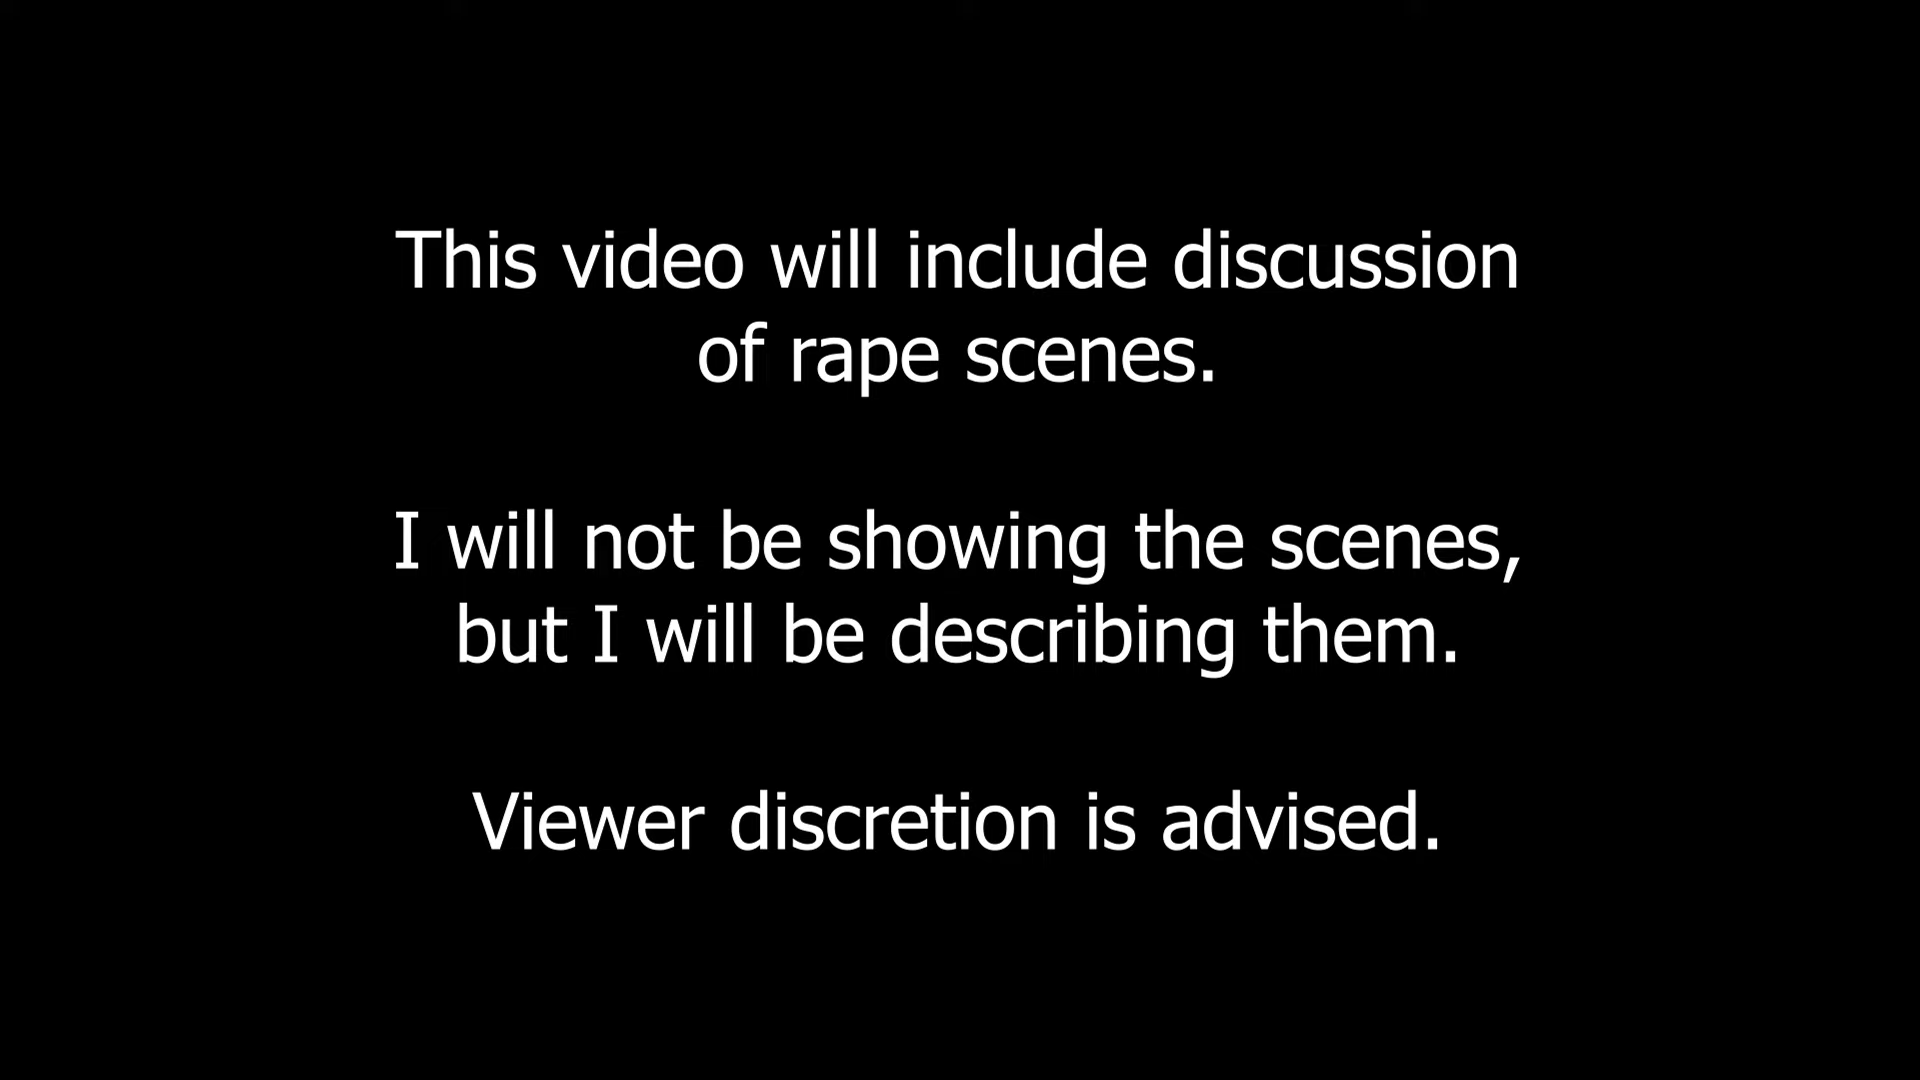 This video will include discussion
of rape scenes.
I will not be showing the scenes,
but I will be describing them.
Viewer discretion is advised.